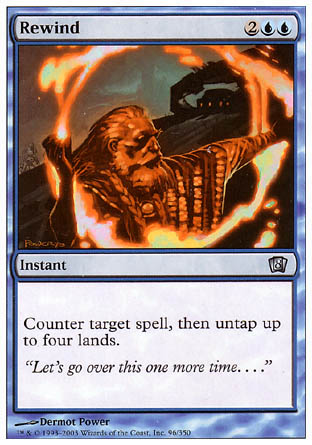 Rewind 2
Instant
Counter target spell, then untap up
to four lands.
"Let's go over this one more time. . . ."
Dermot Power
™ & © 1993–2003 Wizards of the Coast, Inc. 96/350